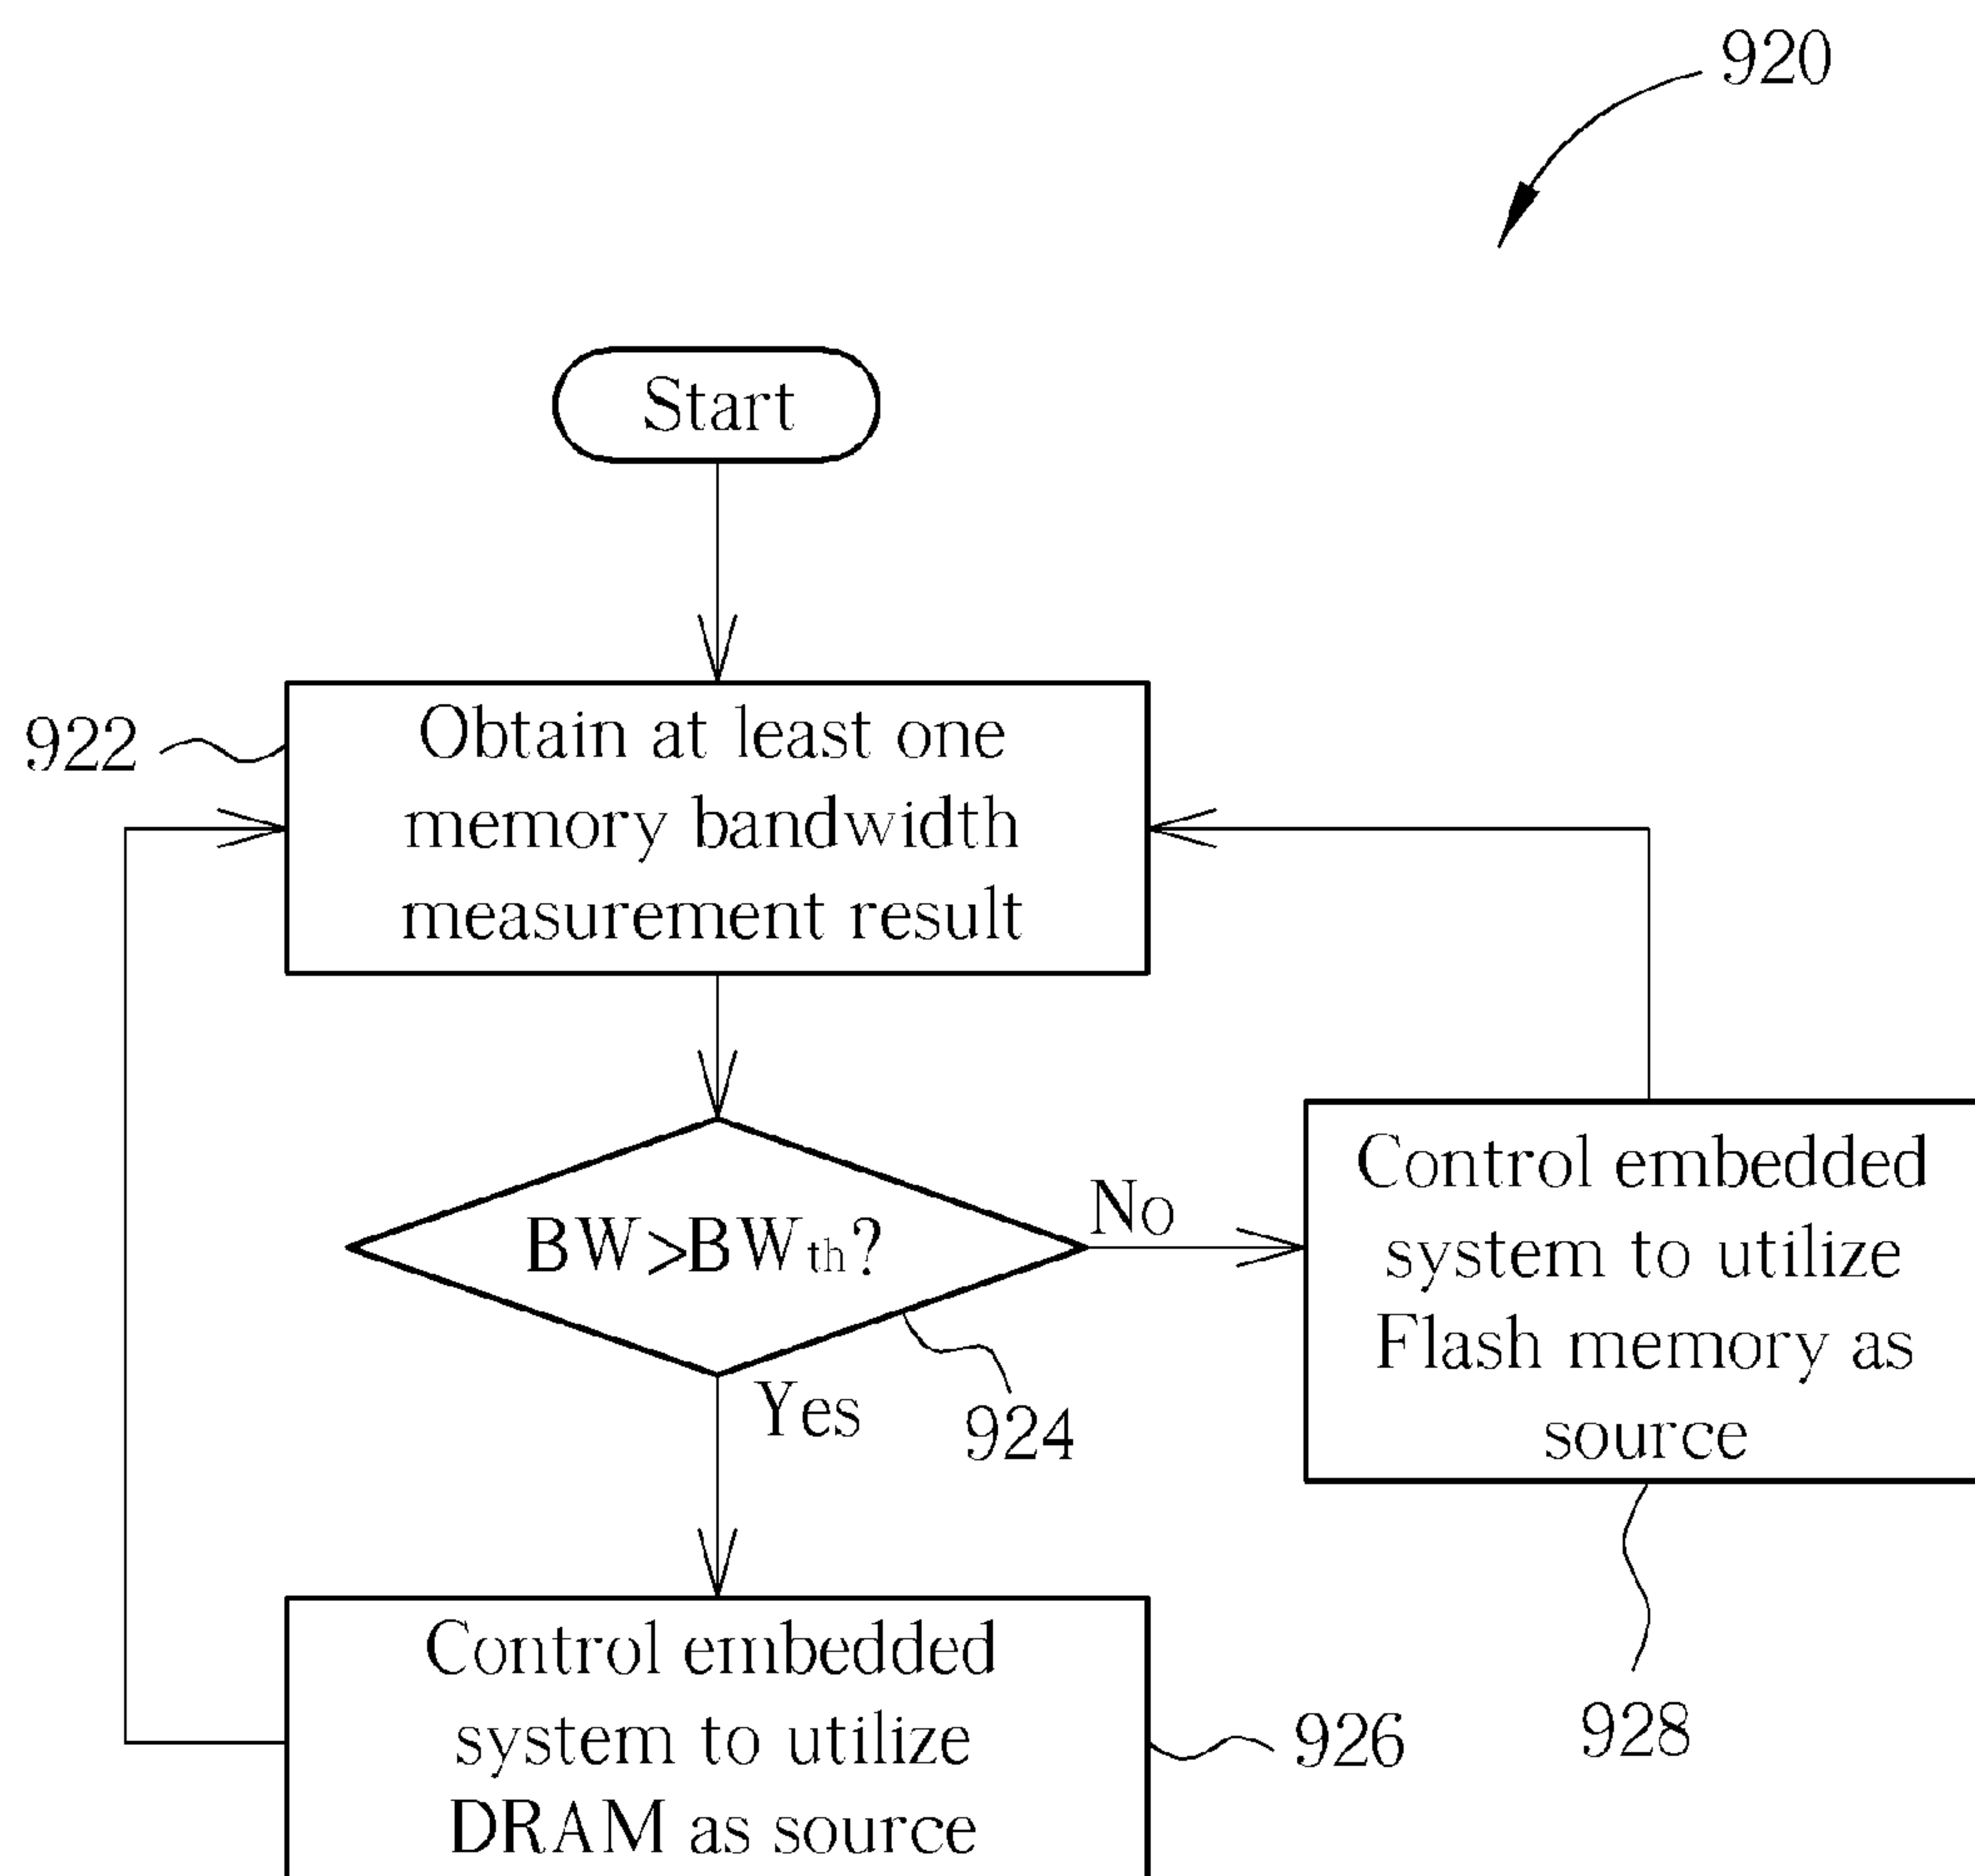 920
Start
922
Obtain at least one
memory bandwidth
measurement result
BW>BWth?
No
Yes
924
Control embedded
system to utilize
Flash memory as
source
928
Control embedded
system to utilize
DRAM as source
926